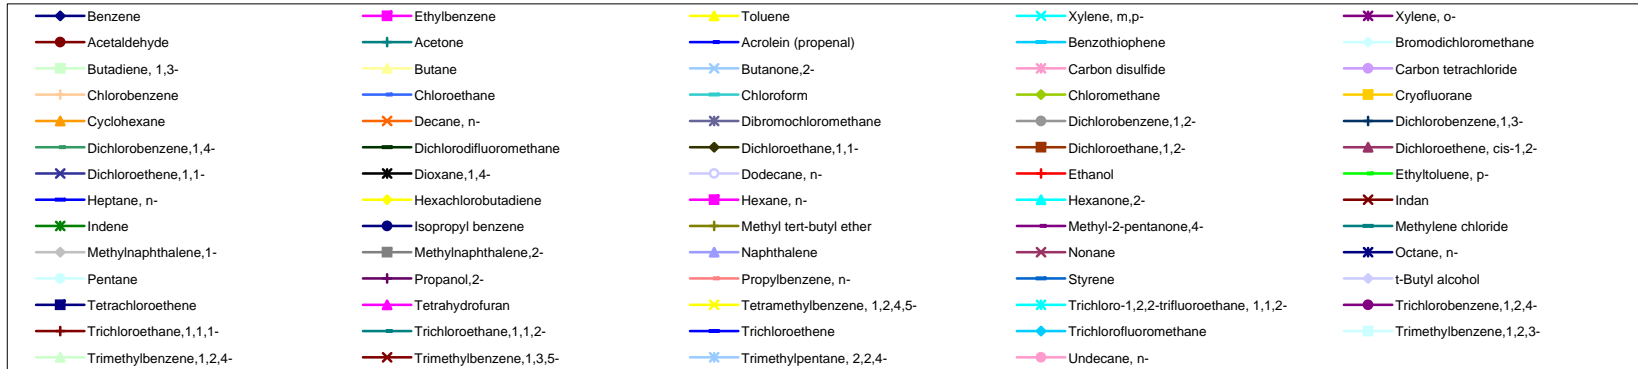 Benzene Ethylbenzene Toluene Xylene, m,p- Xylene, o-
Acetaldehyde Acetone Acrolein (propenal) Benzothiophene Bromodichloromethane
Butadiene, 1,3- Butane Butanone,2- Carbon disulfide Carbon tetrachloride
Chlorobenzene Chloroethane Chloroform Chloromethane Cryofluorane
Cyclohexane Decane, n- Dibromochloromethane Dichlorobenzene,1,2- Dichlorobenzene,1,3-
Dichlorobenzene,1,4- Dichlorodifluoromethane Dichloroethane,1,1- Dichloroethane,1,2- Dichloroethene, cis-1,2-
Dichloroethene,1,1- Dioxane,1,4- Dodecane, n- Ethanol Ethyltoluene, p-
Heptane, n- Hexachlorobutadiene Hexane, n- Hexanone,2- Indan
Indene Isopropyl benzene Methyl tert-butyl ether Methyl-2-pentanone,4- Methylene chloride
Methylnaphthalene,1- Methylnaphthalene,2- Naphthalene Nonane Octane, n-
Pentane Propanol,2- Propylbenzene, n- Styrene t-Butyl alcohol
Tetrachloroethene Tetrahydrofuran Tetramethylbenzene, 1,2,4,5- Trichloro-1,2,2-trifluoroethane, 1,1,2- Trichlorobenzene,1,2,4-
Trichloroethane,1,1,1- Trichloroethane,1,1,2- Trichloroethene Trichlorofluoromethane Trimethylbenzene,1,2,3-
Trimethylbenzene,1,2,4- Trimethylbenzene,1,3,5- Trimethylpentane, 2,2,4- Undecane, n-